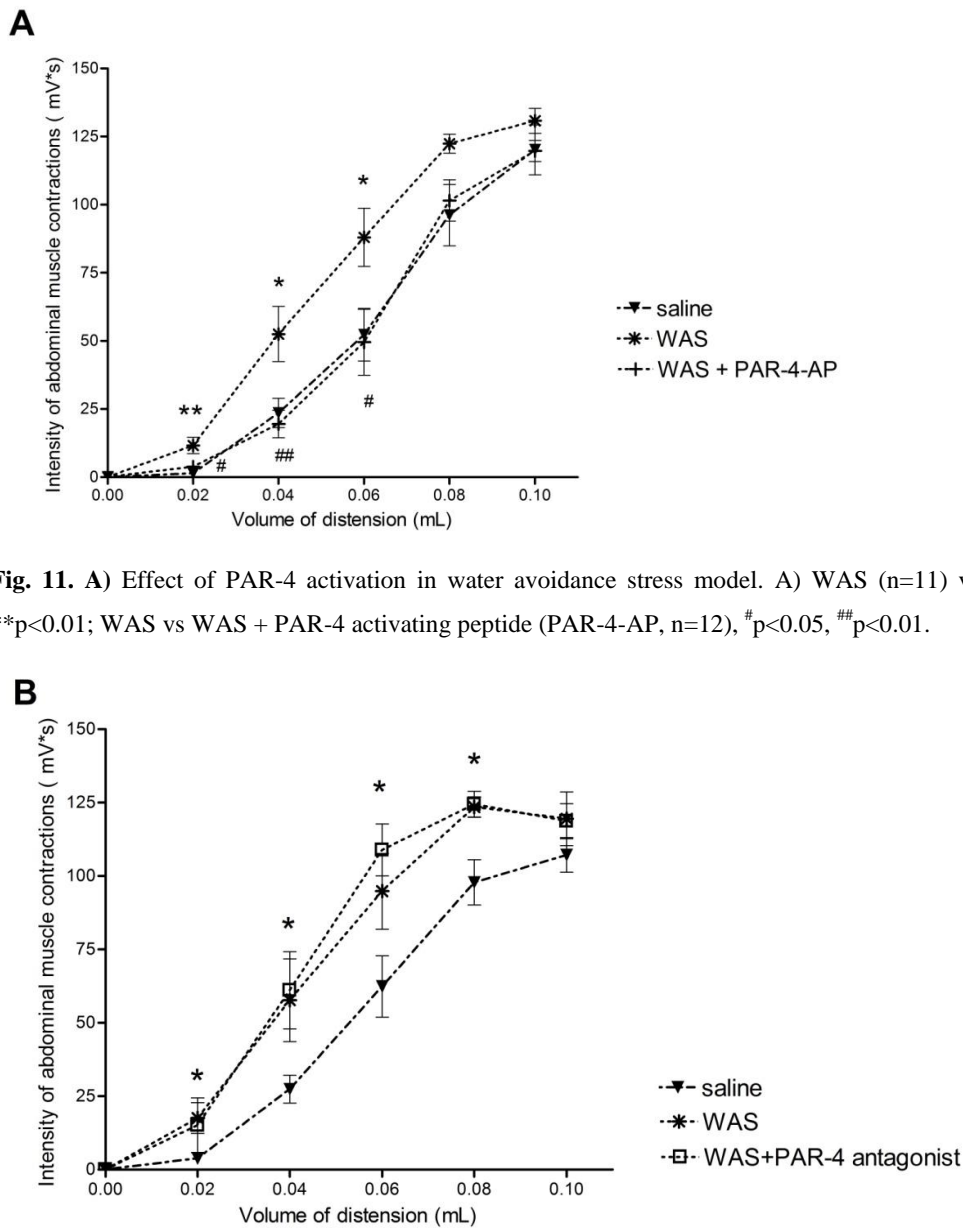 A
Intensity of abdominal muscle contractions ( mV*s)
150
125
100
75
50
25
0
** * *
# ## #
0.00 0.02 0.04 0.06 0.08 0.10
Volume of distension (mL)
saline
WAS
WAS + PAR-4-AP
Fig. 11. A) Effect of PAR-4 activation in water avoidance stress model. A) WAS (n=11) v
**p<0.01; WAS vs WAS + PAR-4 activating peptide (PAR-4-AP, n=12), #p<0.05, ##p<0.01.
B
Intensity of abdominal muscle contractions ( mV*s)
150
125
100
75
50
25
0
* * * *
0.00 0.02 0.04 0.06 0.08 0.10
Volume of distension (mL)
saline
WAS
WAS+PAR-4 antagonist